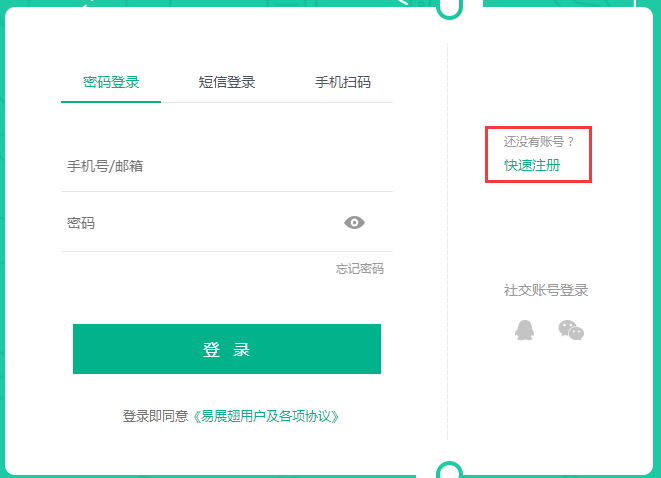 密码登录 短信登录 手机扫码
手机号/邮箱
密码
忘记密码
登 录
登录即同意《易展翅用户及各项协议》
还没有账号？
快速注册
社交账号登录